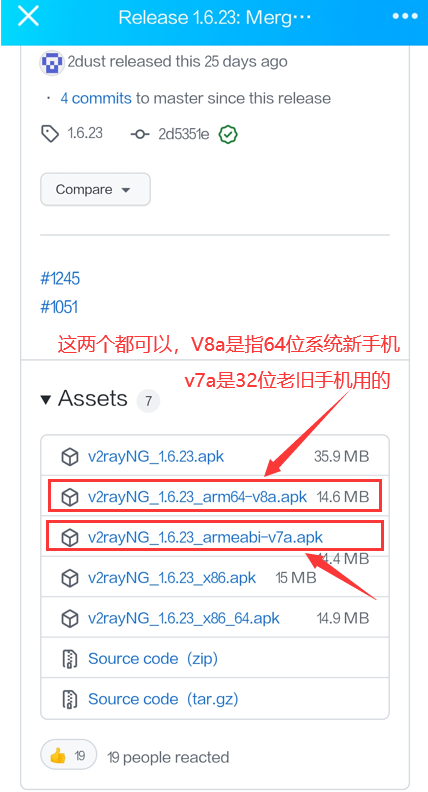 Release 1.6.23: Merg···
2dust released this 25 days ago
· 4 commits to master since this release
1.6.23 2d5351e
Compare
#1245
#1051
这两个都可以，V8a是指64位系统新手机
v7a是32位老旧手机用的
Assets 7
v2rayNG_1.6.23.apk 35.9 MB
v2rayNG_1.6.23_arm64-v8a.apk 14.6 MB
v2rayNG_1.6.23_armeabi-v7a.apk
14.4 MB
v2rayNG_1.6.23_x86.apk 15 MB
v2rayNG_1.6.23_x86_64.apk 14.9 MB
Source code (zip)
Source code (tar.gz)
👍 19 19 people reacted